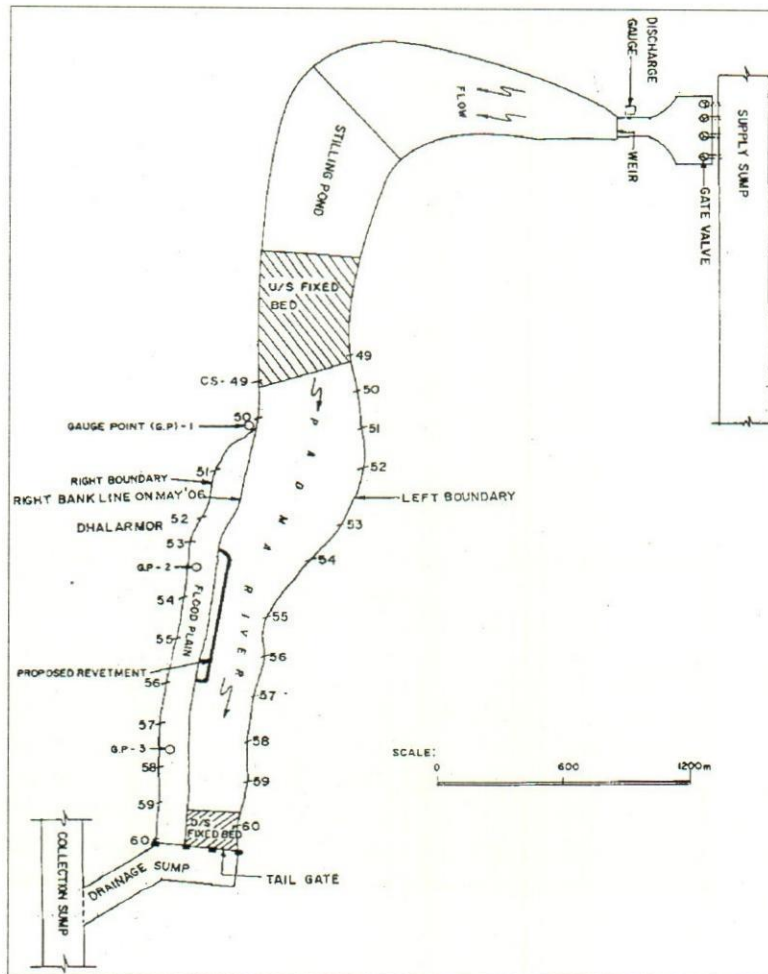 DISCHARGE
GAUGE
SUPPLY SUMP
FLOW
WEIR
GATE VALVE
STILLING POND
U/S FIXED
BED
49
CS-49
50
50
GAUGE POINT (G.P)-1
51
51
RIGHT BOUNDARY
52
RIGHT BANK LINE ON MAY'06
LEFT BOUNDARY
52
DHALARMOR
53
53
54
G.P-2
54
FLOOD PLAIN
PADMA RIVER
55
55
56
PROPOSED REVETMENT
56
57
57
58
G.P-3
58
SCALE:
0 600 1200m
59
59
60
D/S
FIXED BED
60
TAIL GATE
DRAINAGE SUMP
COLLECTION SUMP